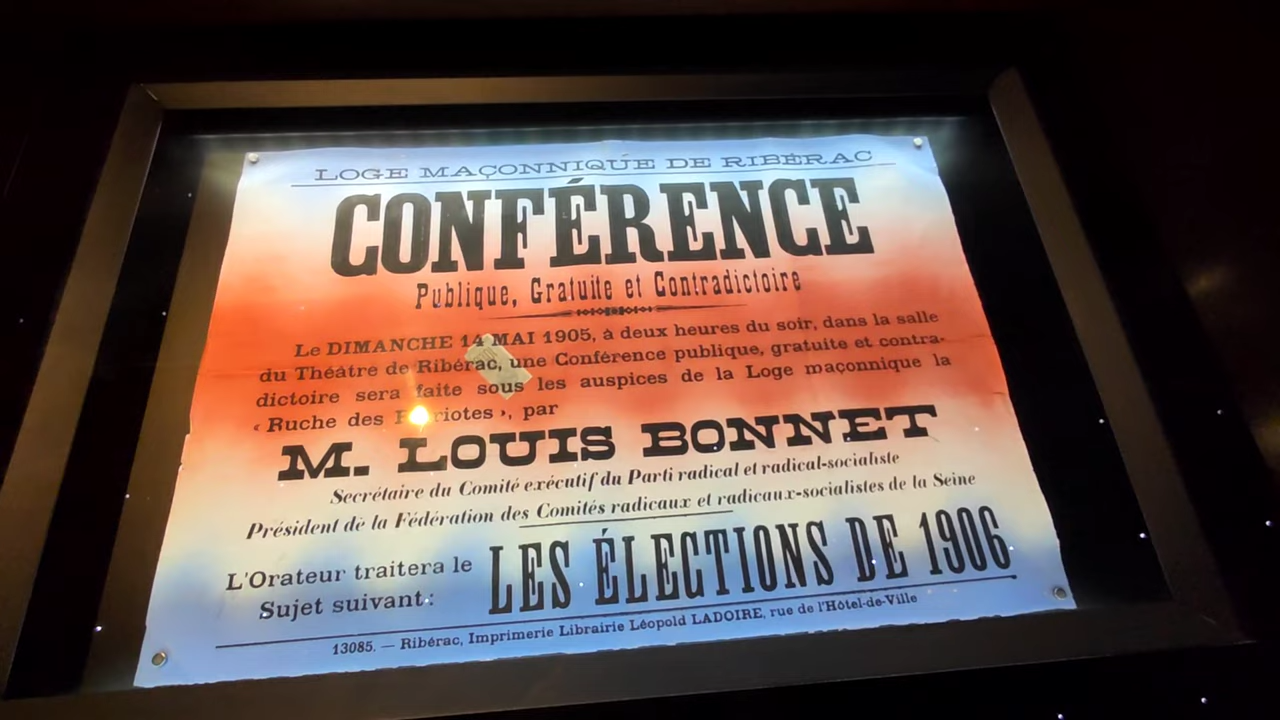 LOGE MAÇONNIQUE DE RIBÉRAC
CONFÉRENCE
Publique, Gratuite et Contradictoire
Le DIMANCHE 14 MAI 1905, à deux heures du soir, dans la salle
du Théâtre de Ribérac, une Conférence publique, gratuite et contra-
dictoire sera faite sous les auspices de la Loge maçonnique la
« Ruche des Patriotes », par
M. LOUIS BONNET
Secrétaire du Comité exécutif du Parti radical et radical-socialiste
Président de la Fédération des Comités radicaux et radicaux-socialistes de la Seine
L'Orateur traitera le
Sujet suivant :
LES ÉLECTIONS DE 1906
13085. — Ribérac, Imprimerie Librairie Léopold LADOIRE, rue de l'Hôtel-de-Ville